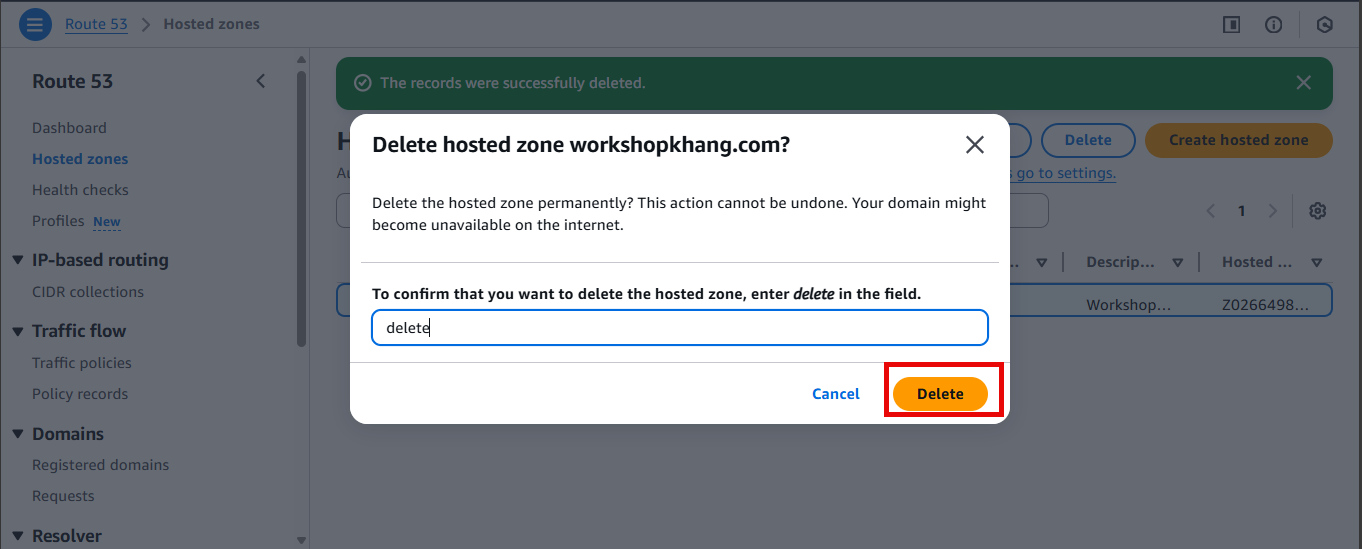 Route 53 Hosted zones
Route 53
The records were successfully deleted.
Dashboard
Hosted zones
Health checks
Profiles New
IP-based routing
CIDR collections
Traffic flow
Traffic policies
Policy records
Domains
Registered domains
Requests
Resolver
Delete
Create hosted zone
go to settings.
1
Descrip...
Hosted ...
Workshop...
Z0266498...
Delete hosted zone workshopkhang.com?
Delete the hosted zone permanently? This action cannot be undone. Your domain might
become unavailable on the internet.
To confirm that you want to delete the hosted zone, enter delete in the field.
delete
Cancel
Delete